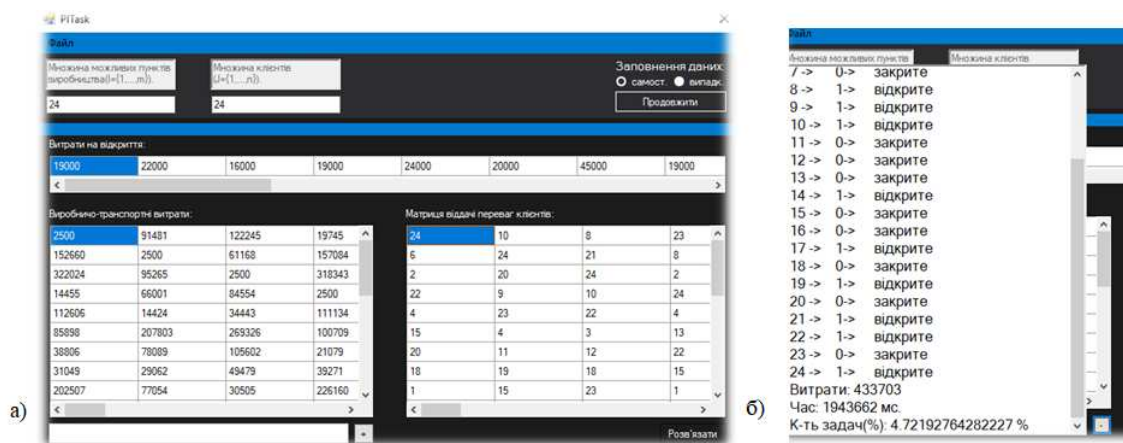 PITask
Файл
Множина можливих пунктів
виробництва(I={1,...,m}).
Множина клієнтів
(J={1,...,n}).
Заповнення даних:
самост. випадк.
24
24
Продовжити
Витрати на відкриття:
19000 22000 16000 19000 24000 20000 45000 19000
Виробничо-транспортні витрати:
2500 91481 122245 19745
152660 2500 61168 157084
322024 95265 2500 318343
14455 66001 84554 2500
112606 14424 34443 111134
85898 207803 269326 100709
38806 78089 105602 21079
31049 29062 49479 39271
202507 77054 30505 226160
Матриця віддачі переваг клієнтів:
24 10 8 23
6 24 21 8
2 20 24 2
22 9 10 24
4 23 22 4
15 4 3 13
20 11 12 22
18 19 18 15
1 15 23 1
Розв'язати
а)
Файл
Множина можливих пунктів
Множина клієнтів
7 -> 0-> закрите
8 -> 1-> відкрите
9 -> 1-> відкрите
10 -> 1-> відкрите
11 -> 0-> закрите
12 -> 0-> закрите
13 -> 0-> закрите
14 -> 1-> відкрите
15 -> 0-> закрите
16 -> 0-> закрите
17 -> 1-> відкрите
18 -> 0-> закрите
19 -> 1-> відкрите
20 -> 0-> закрите
21 -> 1-> відкрите
22 -> 1-> відкрите
23 -> 0-> закрите
24 -> 1-> відкрите
Витрати: 433703
Час: 1943662 мс.
К-ть задач(%): 4.72192764282227 %
б)